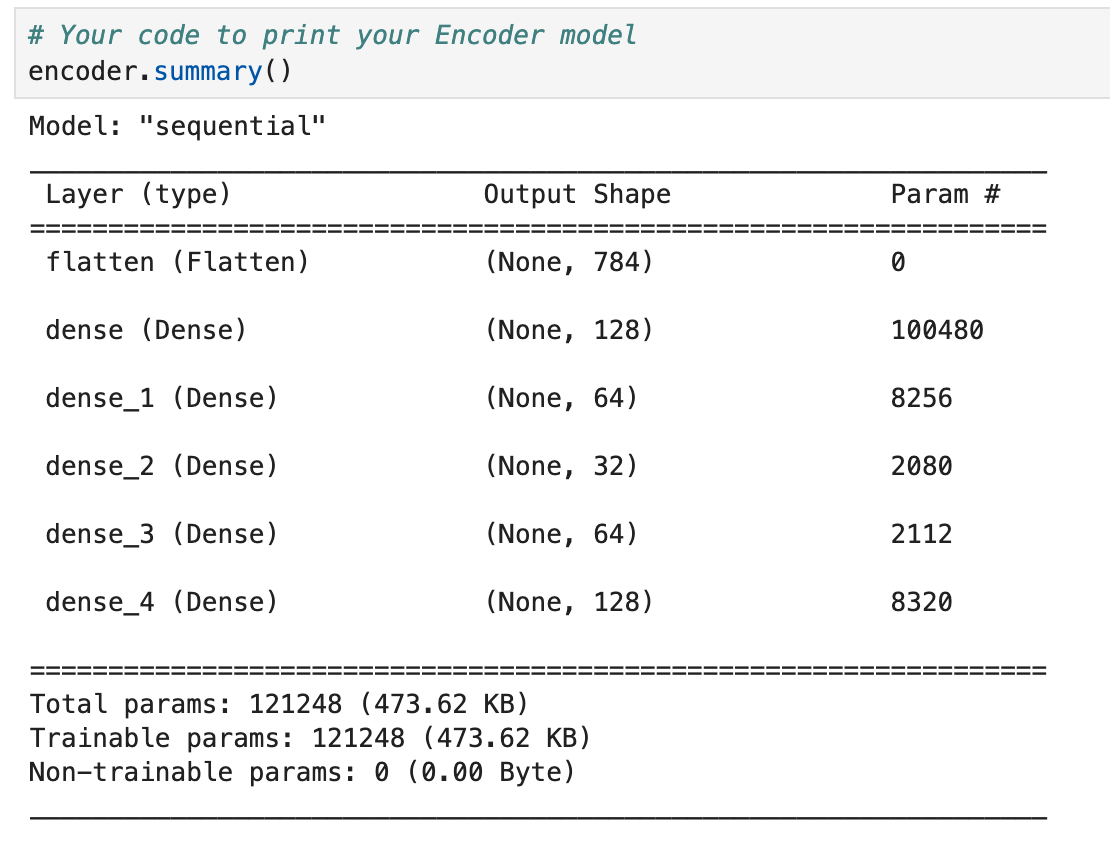 # Your code to print your Encoder model
encoder.summary()
Model: "sequential"
Layer (type) Output Shape Param #
=================================================================
flatten (Flatten) (None, 784) 0
dense (Dense) (None, 128) 100480
dense_1 (Dense) (None, 64) 8256
dense_2 (Dense) (None, 32) 2080
dense_3 (Dense) (None, 64) 2112
dense_4 (Dense) (None, 128) 8320
=================================================================
Total params: 121248 (473.62 KB)
Trainable params: 121248 (473.62 KB)
Non-trainable params: 0 (0.00 Byte)